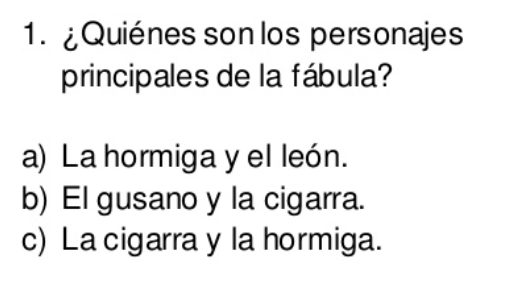 1. ¿Quiénes son los personajes
principales de la fábula?
a) La hormiga y el león.
b) El gusano y la cigarra.
c) La cigarra y la hormiga.